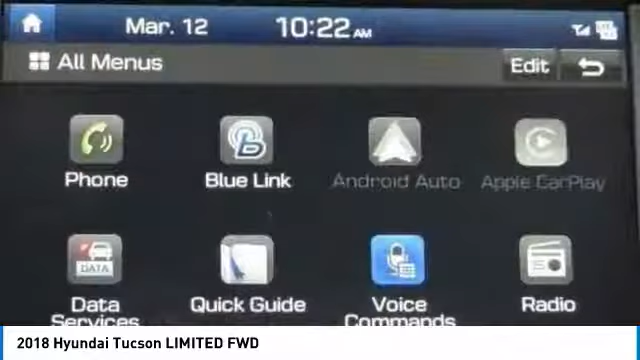 Mar. 12 10:22 AM
All Menus Edit
Phone Blue Link Android Auto Apple CarPlay
DATA
Data Quick Guide Voice Radio
Services Commands
2018 Hyundai Tucson LIMITED FWD